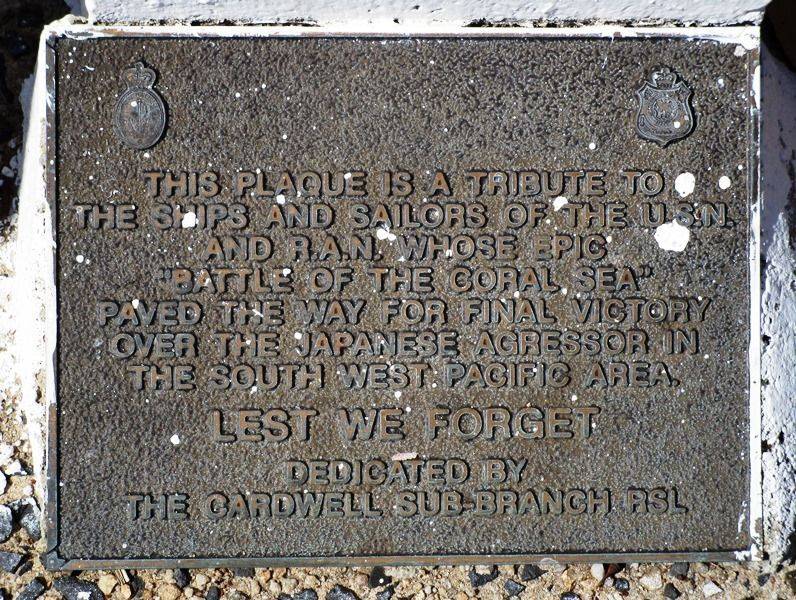 THIS PLAQUE IS A TRIBUTE TO
THE SHIPS AND SAILORS OF THE U.S.N.
AND R.A.N. WHOSE EPIC
"BATTLE OF THE CORAL SEA"
PAVED THE WAY FOR FINAL VICTORY
OVER THE JAPANESE AGRESSOR IN
THE SOUTH WEST PACIFIC AREA.
LEST WE FORGET
DEDICATED BY
THE CARDWELL SUB-BRANCH RSL